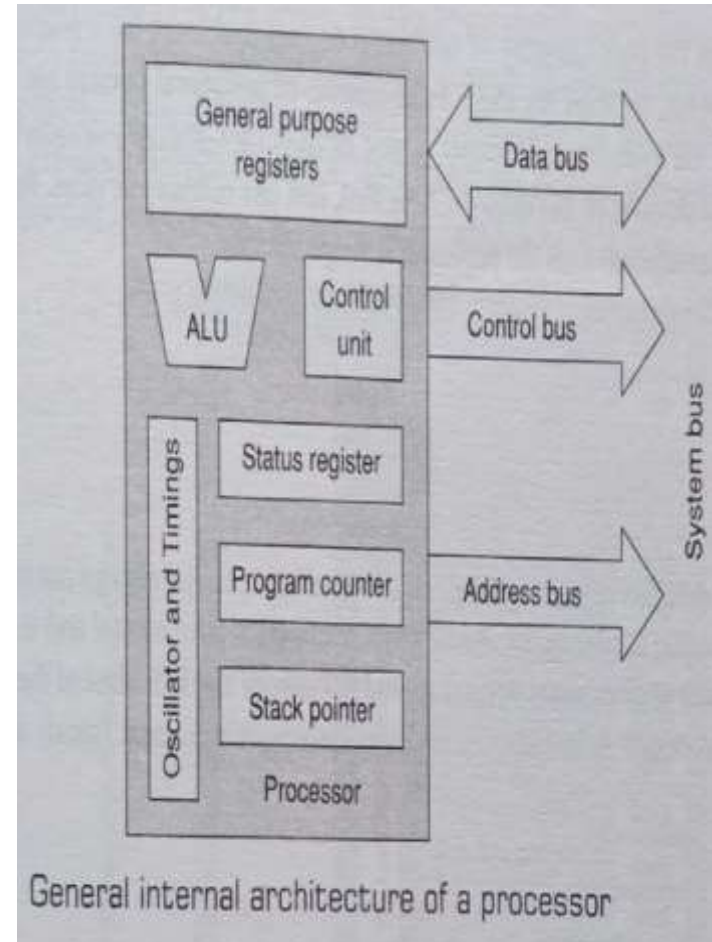 General purpose
registers
Data bus
ALU
Control
unit
Control bus
System bus
Oscillator and Timings
Status register
Program counter
Address bus
Stack pointer
Processor
General internal architecture of a processor